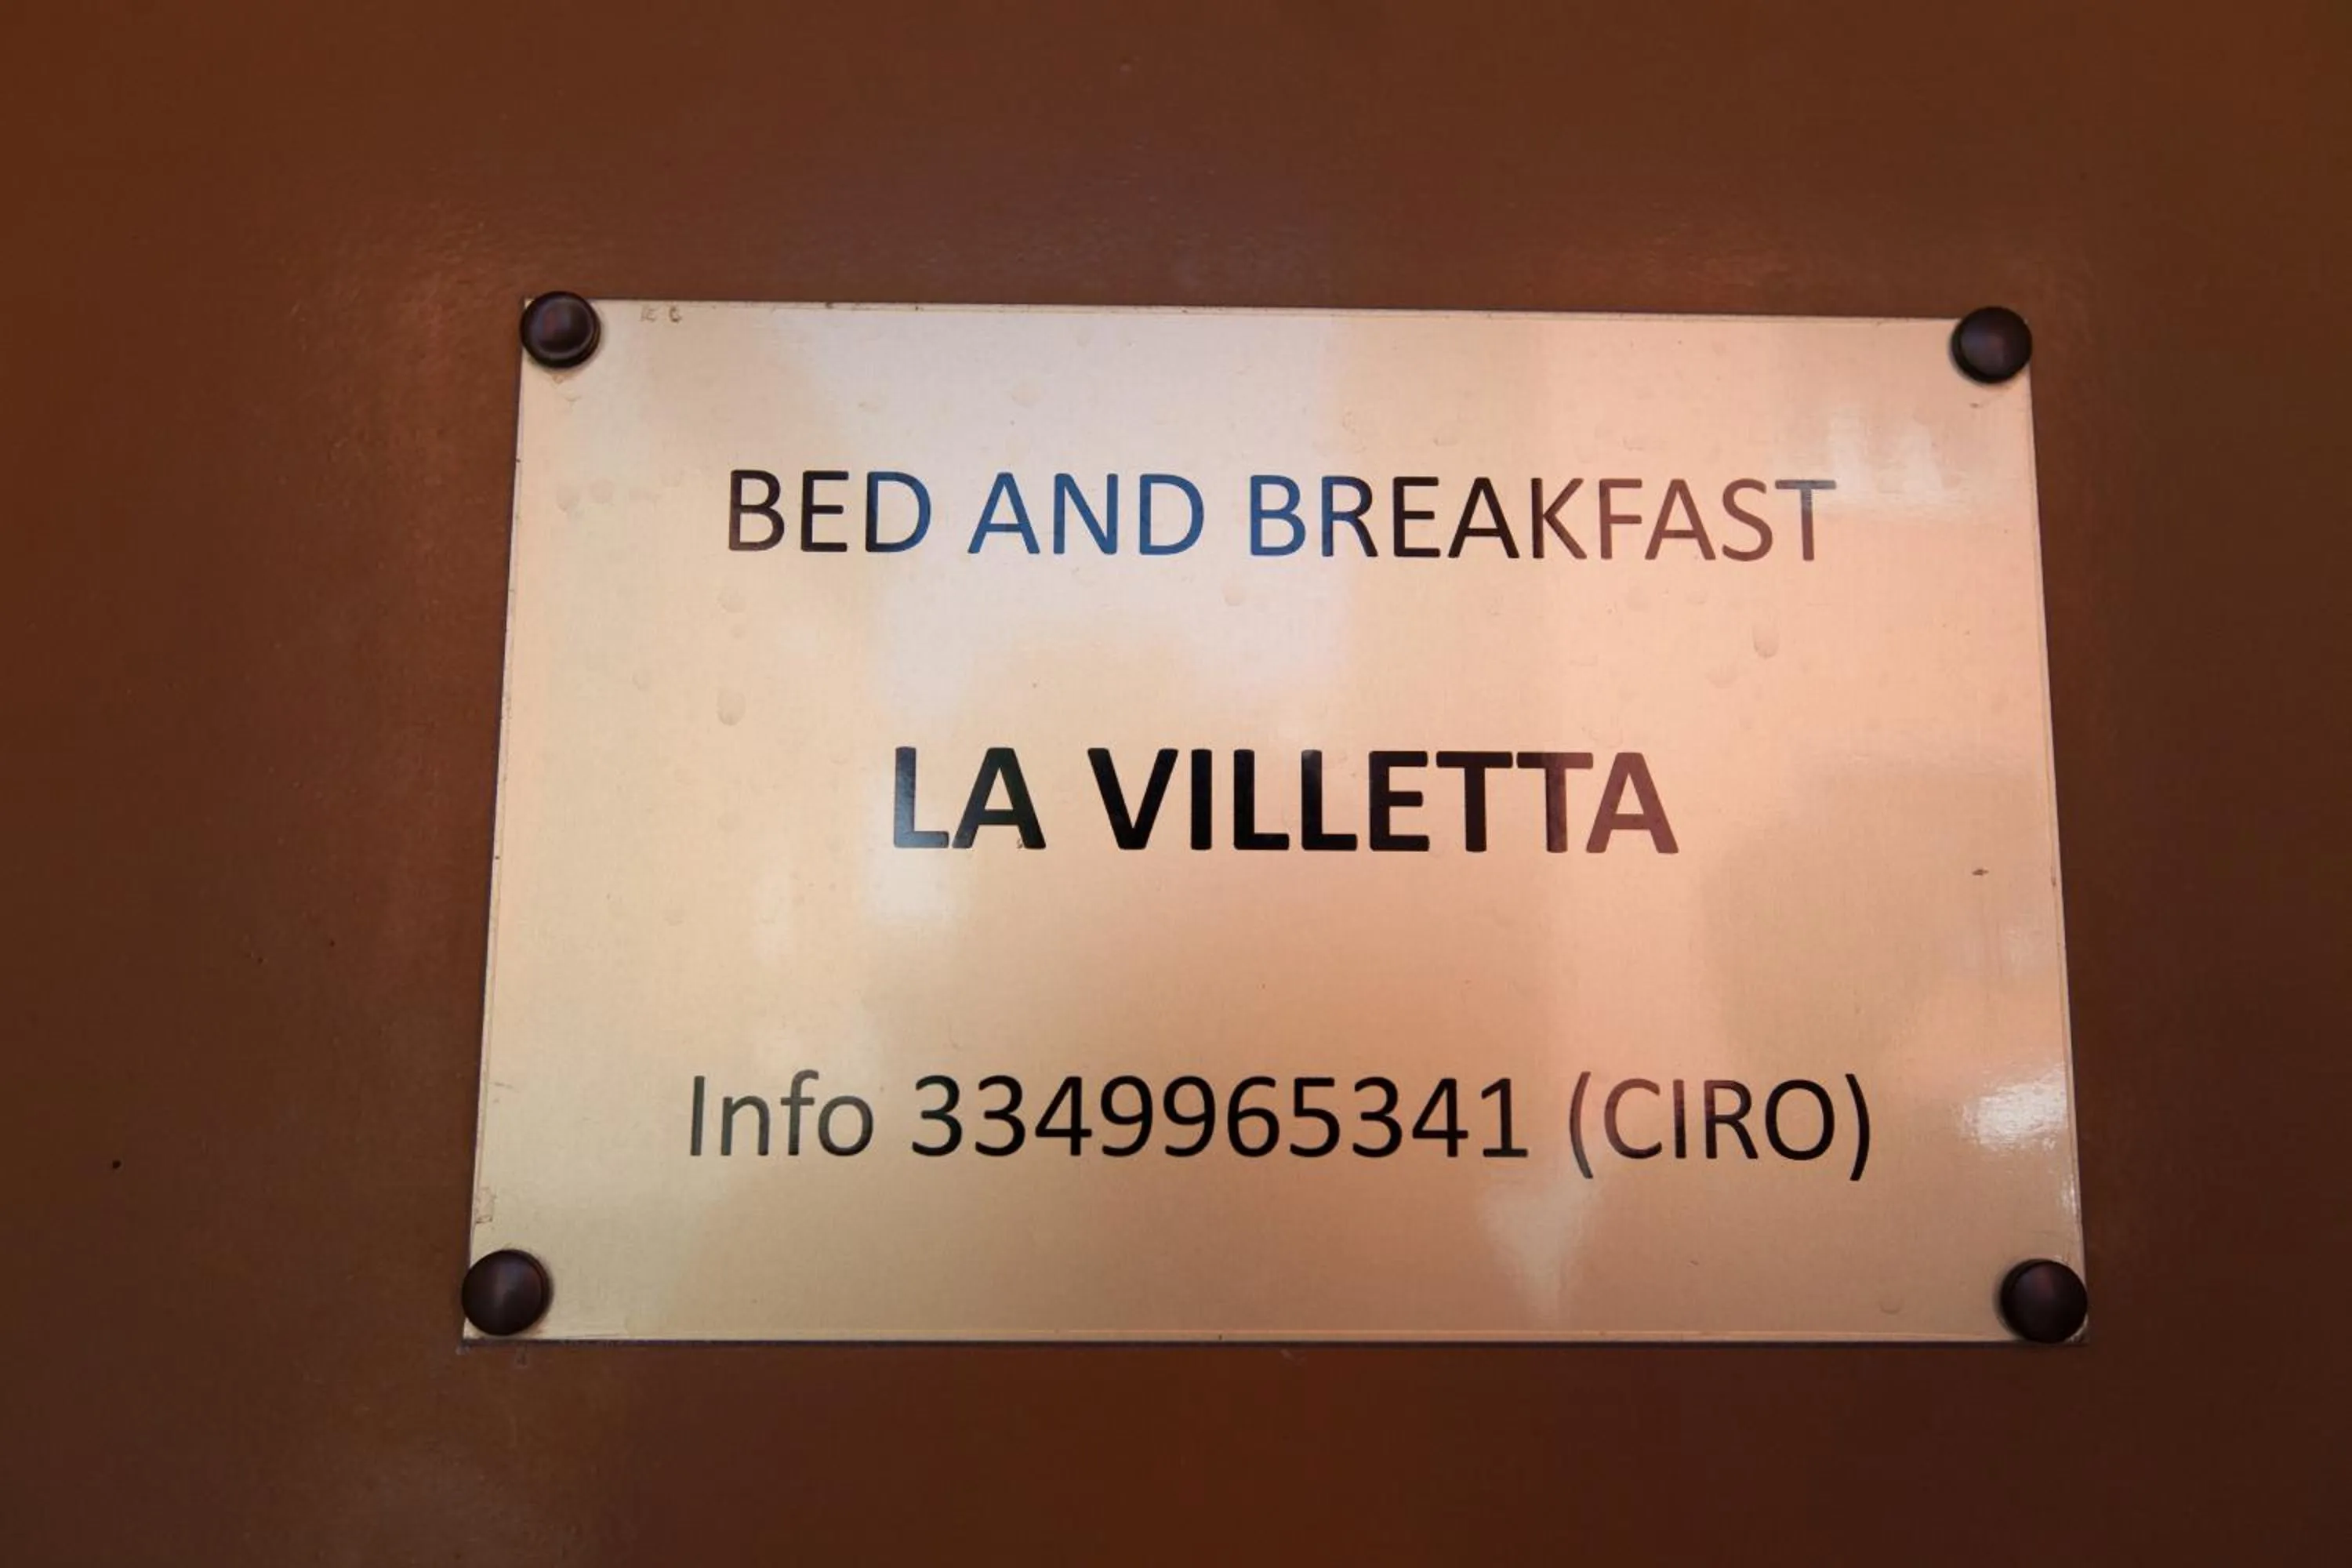 BED AND BREAKFAST
LA VILLETTA
Info 3349965341 (CIRO)